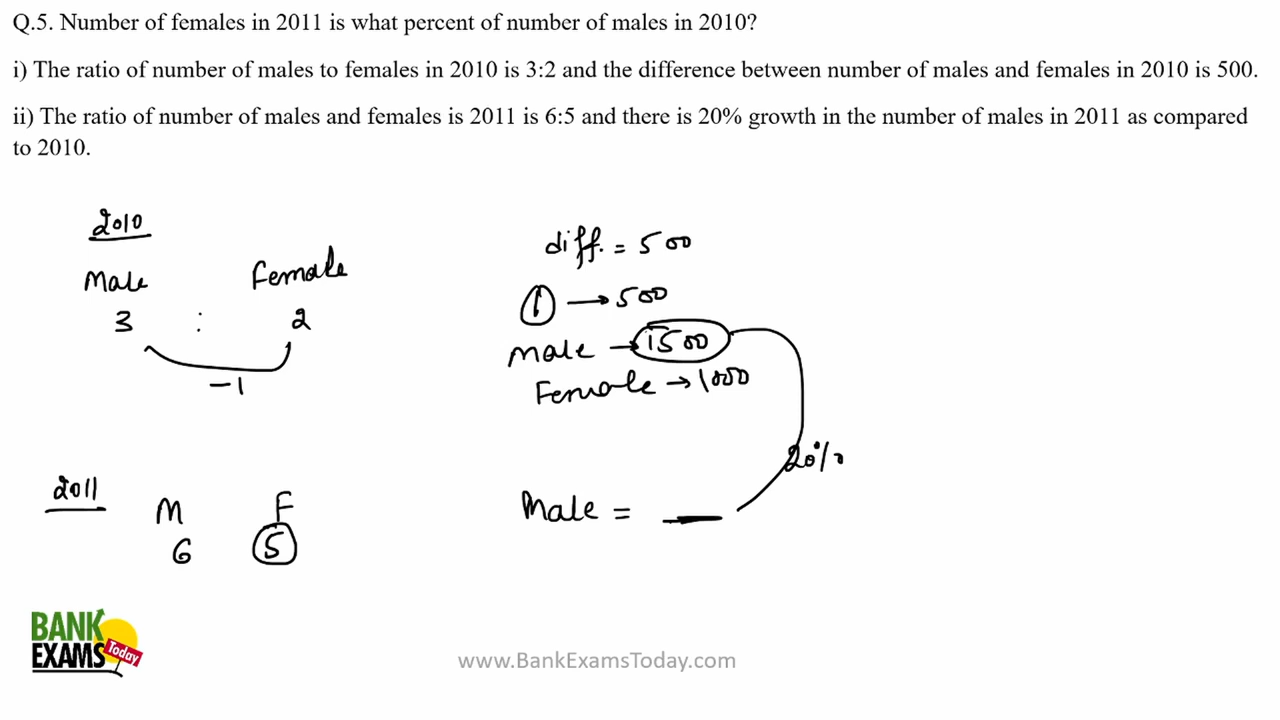 Q.5. Number of females in 2011 is what percent of number of males in 2010?
i) The ratio of number of males to females in 2010 is 3:2 and the difference between number of males and females in 2010 is 500.
ii) The ratio of number of males and females is 2011 is 6:5 and there is 20% growth in the number of males in 2011 as compared
to 2010.
2010
Male Female
3 : 2
-1
diff. = 500
1 → 500
Male → 1500
Female → 1000
20%
2011
M F
6 5
Male =
BANK
EXAMS Today
www.BankExamsToday.com